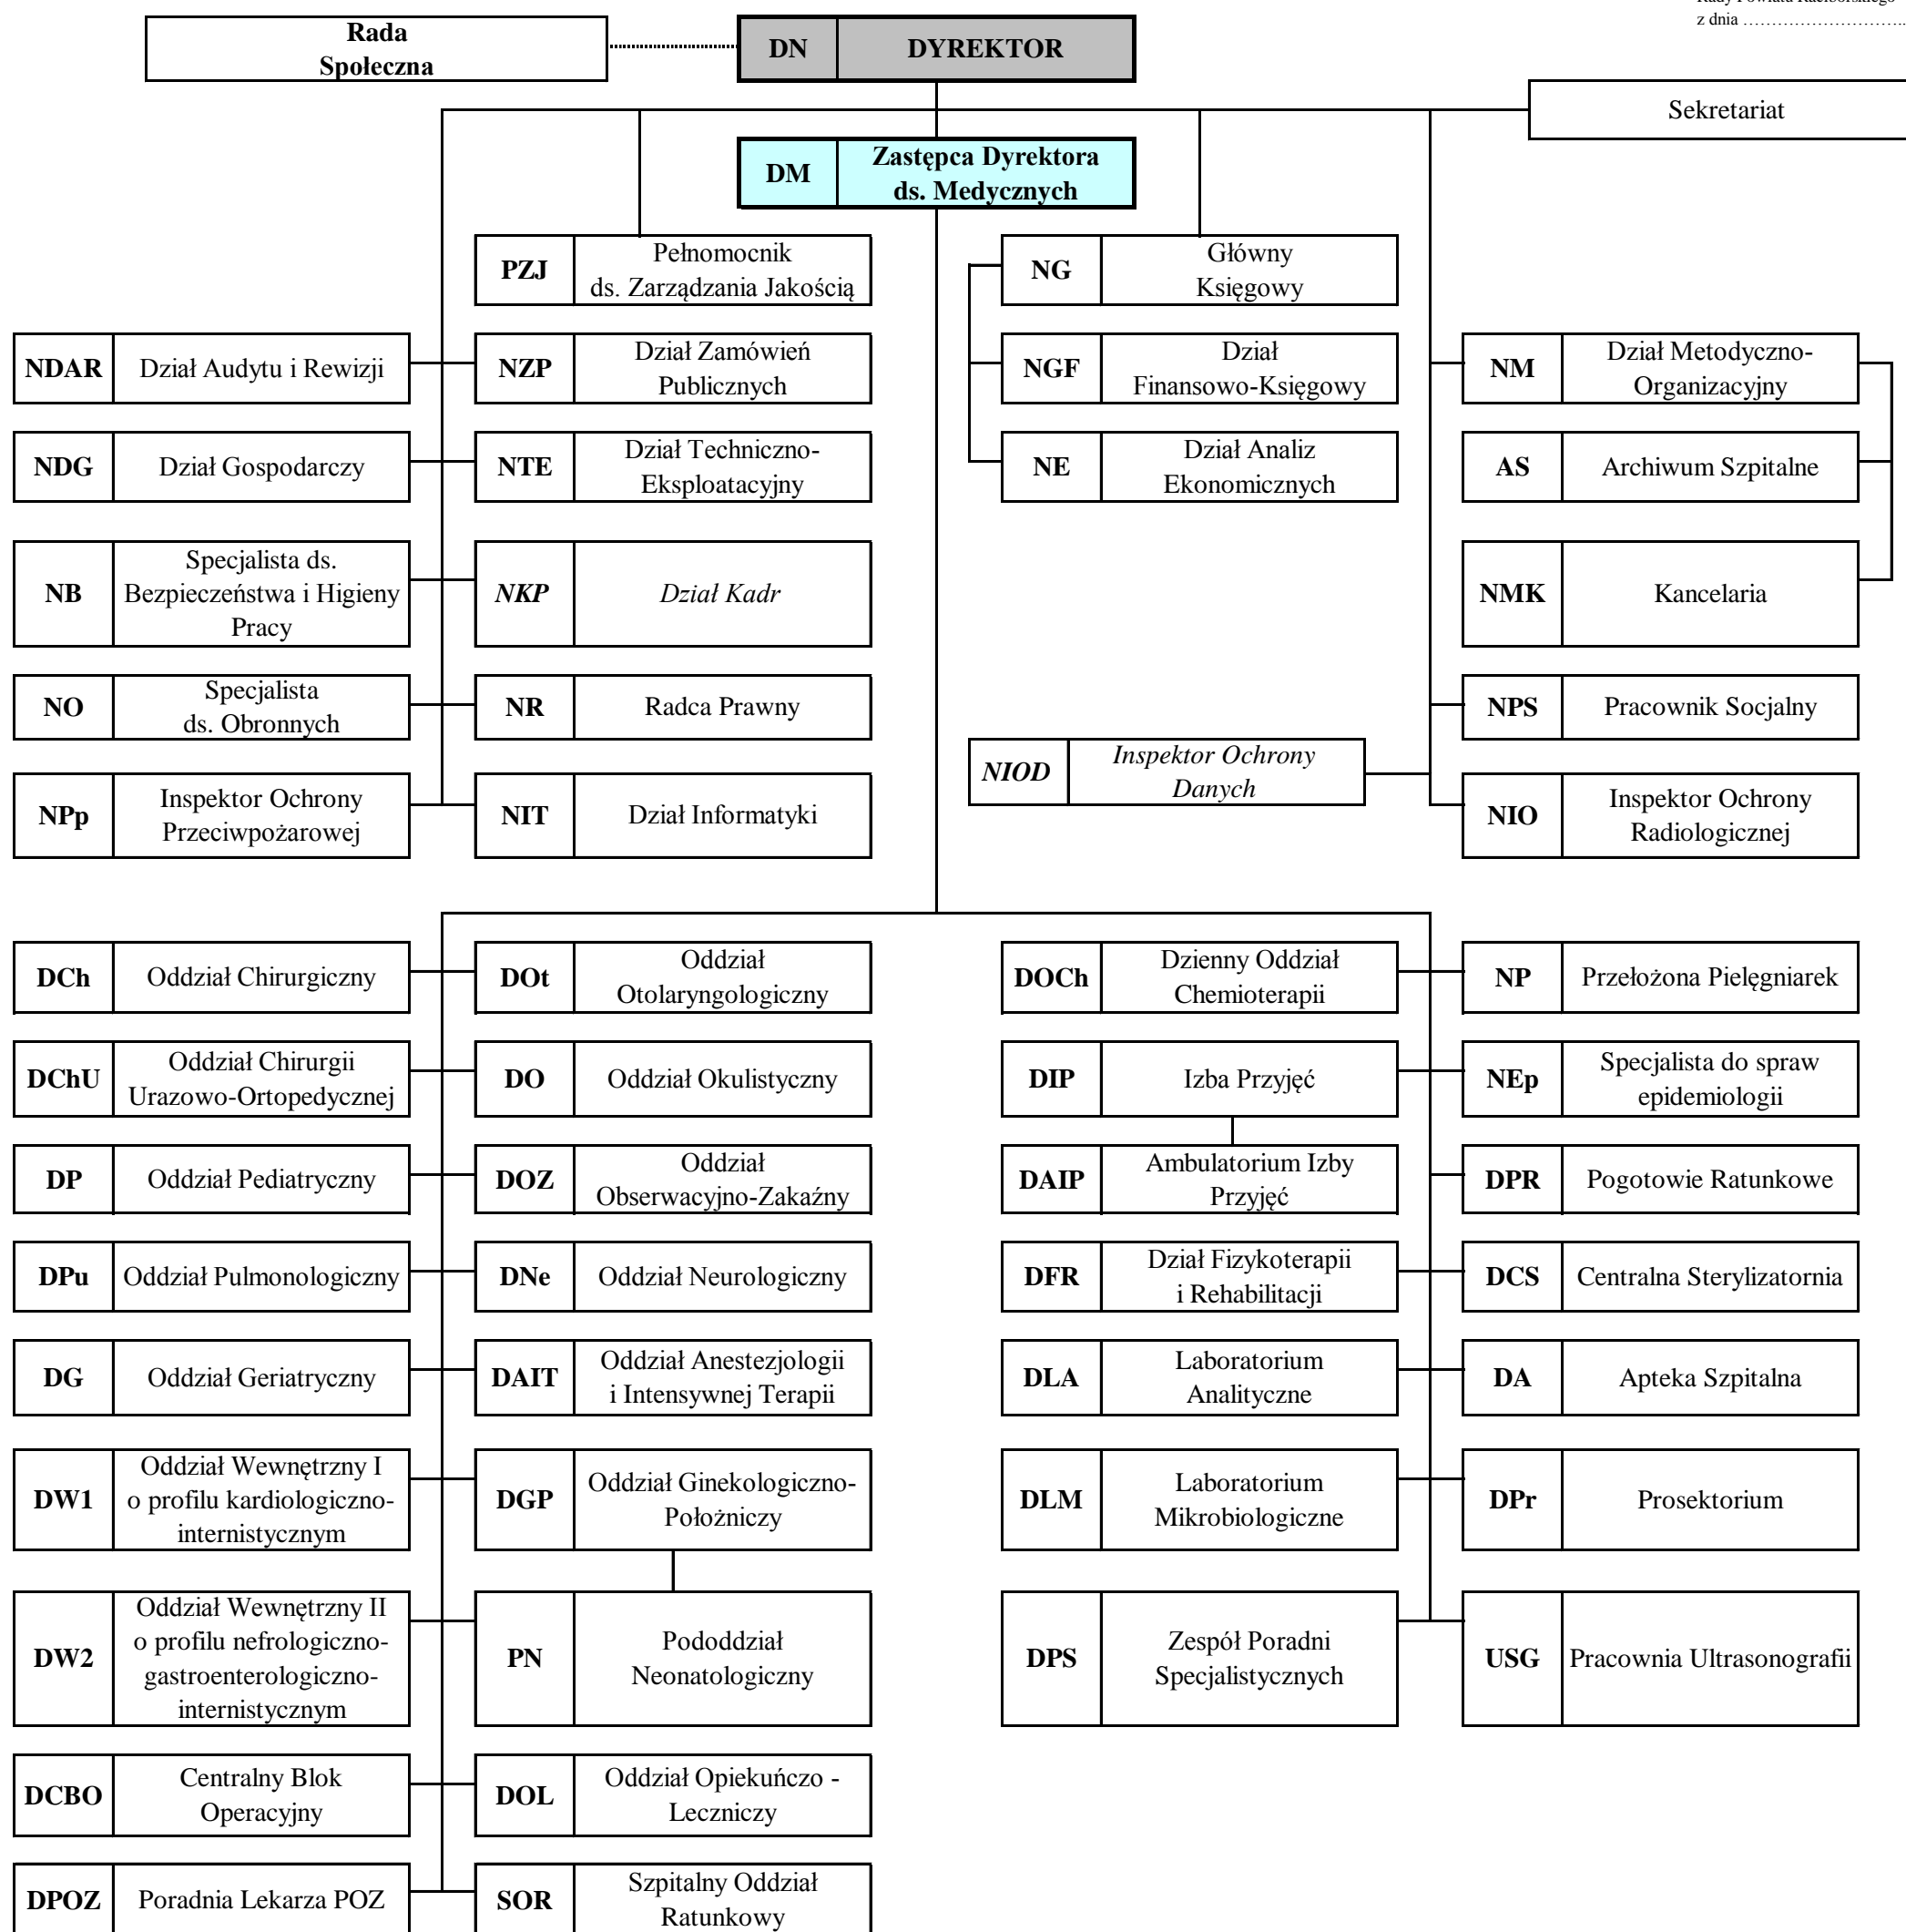 Rady Powiatu Raciborskiego
z dnia ………………………..
Rada
Społeczna
DN
DYREKTOR
Sekretariat
DM
Zastępca Dyrektora
ds. Medycznych
PZJ
Pełnomocnik
ds. Zarządzania Jakością
NG
Główny
Księgowy
NDAR
Dział Audytu i Rewizji
NZP
Dział Zamówień
Publicznych
NGF
Dział
Finansowo-Księgowy
NM
Dział Metodyczno-
Organizacyjny
NDG
Dział Gospodarczy
NTE
Dział Techniczno-
Eksploatacyjny
NE
Dział Analiz
Ekonomicznych
AS
Archiwum Szpitalne
NB
Specjalista ds.
Bezpieczeństwa i Higieny
Pracy
NKP
Dział Kadr
NMK
Kancelaria
NO
Specjalista
ds. Obronnych
NR
Radca Prawny
NPS
Pracownik Socjalny
NIOD
Inspektor Ochrony
Danych
NPp
Inspektor Ochrony
Przeciwpożarowej
NIT
Dział Informatyki
NIO
Inspektor Ochrony
Radiologicznej
DCh
Oddział Chirurgiczny
DOt
Oddział
Otolaryngologiczny
DOCh
Dzienny Oddział
Chemioterapii
NP
Przełożona Pielęgniarek
DChU
Oddział Chirurgii
Urazowo-Ortopedycznej
DO
Oddział Okulistyczny
DIP
Izba Przyjęć
NEp
Specjalista do spraw
epidemiologii
DP
Oddział Pediatryczny
DOZ
Oddział
Obserwacyjno-Zakaźny
DAIP
Ambulatorium Izby
Przyjęć
DPR
Pogotowie Ratunkowe
DPu
Oddział Pulmonologiczny
DNe
Oddział Neurologiczny
DFR
Dział Fizykoterapii
i Rehabilitacji
DCS
Centralna Sterylizatornia
DG
Oddział Geriatryczny
DAIT
Oddział Anestezjologii
i Intensywnej Terapii
DLA
Laboratorium
Analityczne
DA
Apteka Szpitalna
DW1
Oddział Wewnętrzny I
o profilu kardiologiczno-
internistycznym
DGP
Oddział Ginekologiczno-
Położniczy
DLM
Laboratorium
Mikrobiologiczne
DPr
Prosektorium
DW2
Oddział Wewnętrzny II
o profilu nefrologiczno-
gastroenterologiczno-
internistycznym
PN
Pododdział
Neonatologiczny
DPS
Zespół Poradni
Specjalistycznych
USG
Pracownia Ultrasonografii
DCBO
Centralny Blok
Operacyjny
DOL
Oddział Opiekuńczo -
Leczniczy
DPOZ
Poradnia Lekarza POZ
SOR
Szpitalny Oddział
Ratunkowy